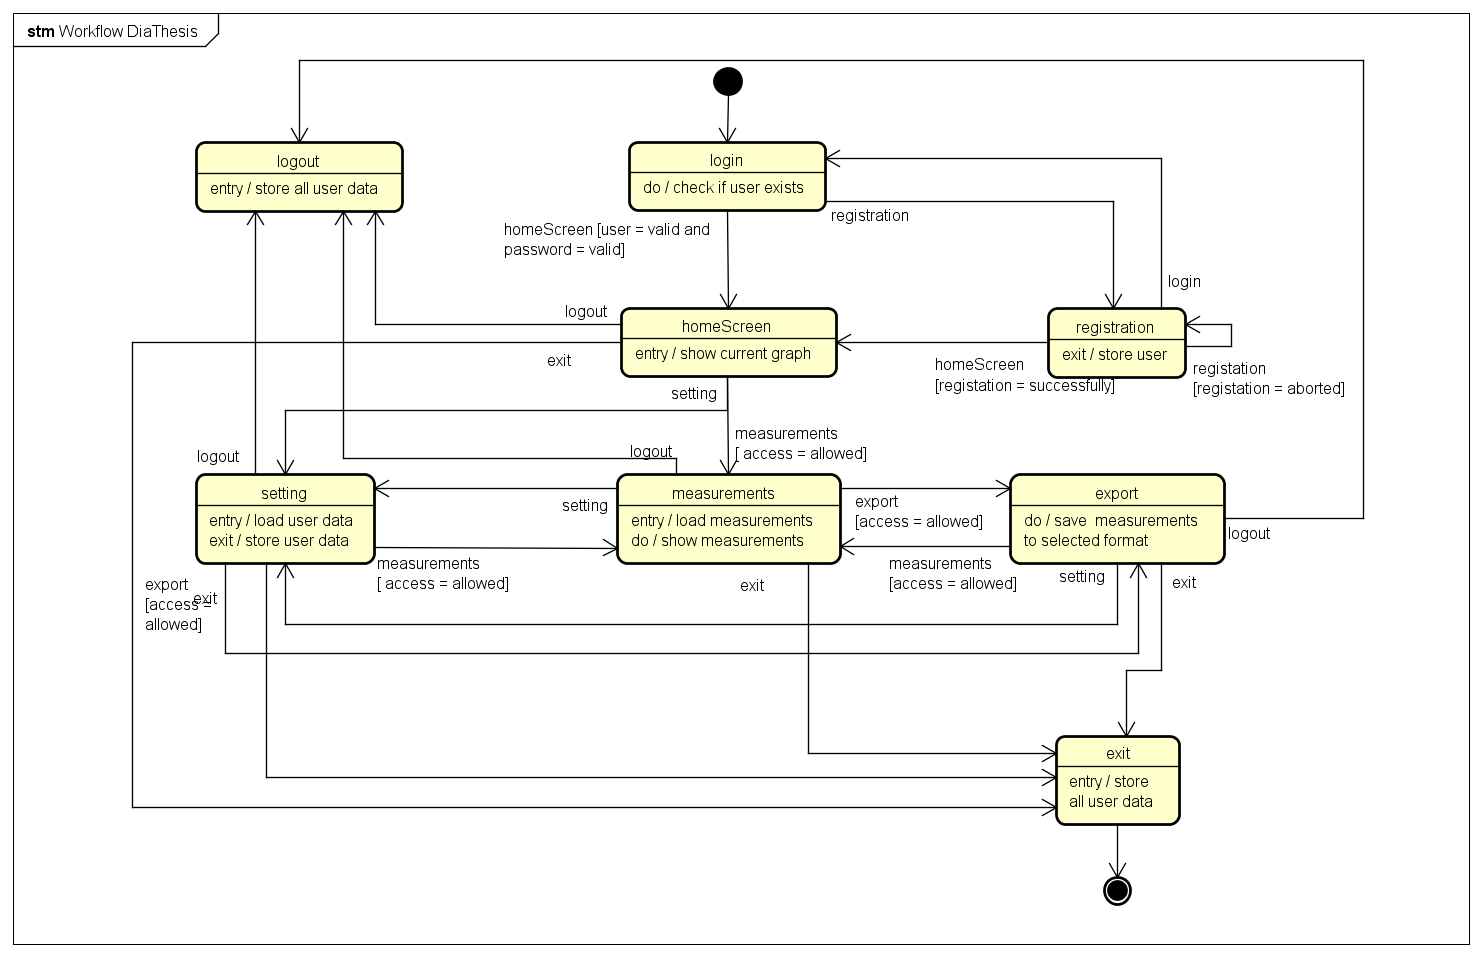 stm Workflow DiaThesis
logout
entry / store all user data
login
do / check if user exists
registration
homeScreen [user = valid and
password = valid]
login
logout
homeScreen
entry / show current graph
registration
exit / store user
exit
homeScreen
[registation = successfully]
registation
[registation = aborted]
setting
measurements
[ access = allowed]
logout
logout
setting
entry / load user data
exit / store user data
setting
measurements
entry / load measurements
do / show measurements
export
[access = allowed]
export
do / save  measurements
to selected format
logout
measurements
[ access = allowed]
measurements
[access = allowed]
setting
exit
exit
export
[access =
allowed]
exit
exit
entry / store
all user data